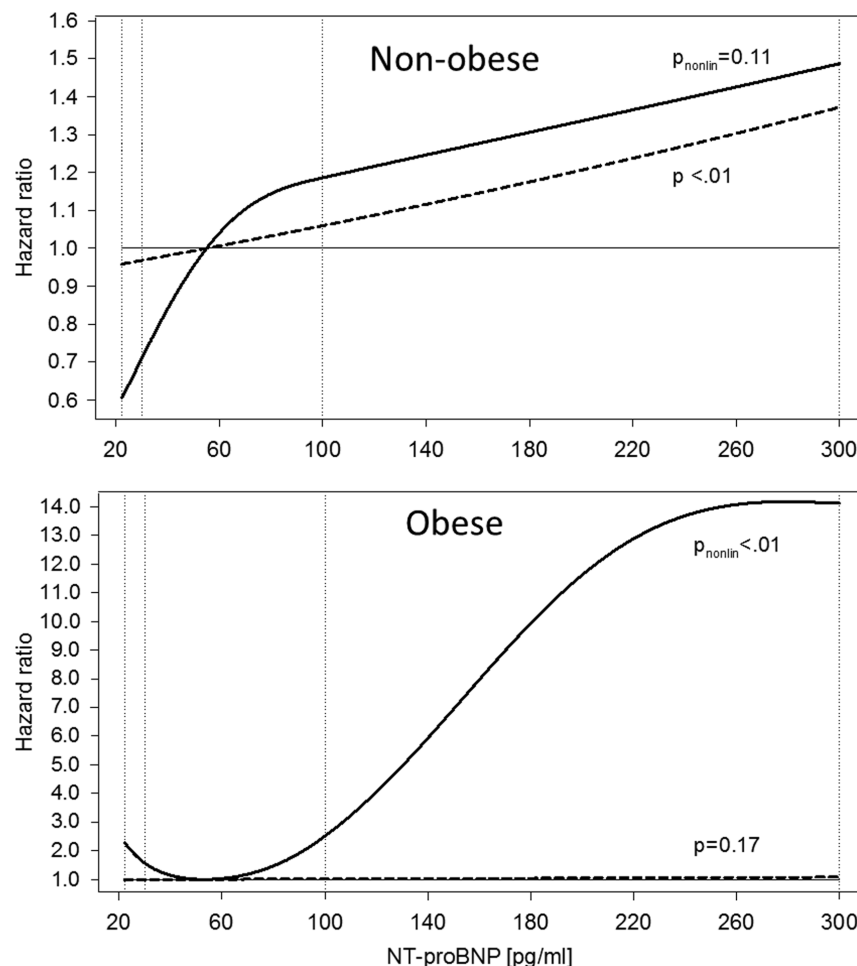 Non-obese
p_nonlin=0.11
p <.01
Hazard ratio
1.6
1.5
1.4
1.3
1.2
1.1
1.0
0.9
0.8
0.7
0.6
20 60 100 140 180 220 260 300
Obese
p_nonlin<.01
p=0.17
Hazard ratio
14.0
13.0
12.0
11.0
10.0
9.0
8.0
7.0
6.0
5.0
4.0
3.0
2.0
1.0
20 60 100 140 180 220 260 300
NT-proBNP [pg/ml]